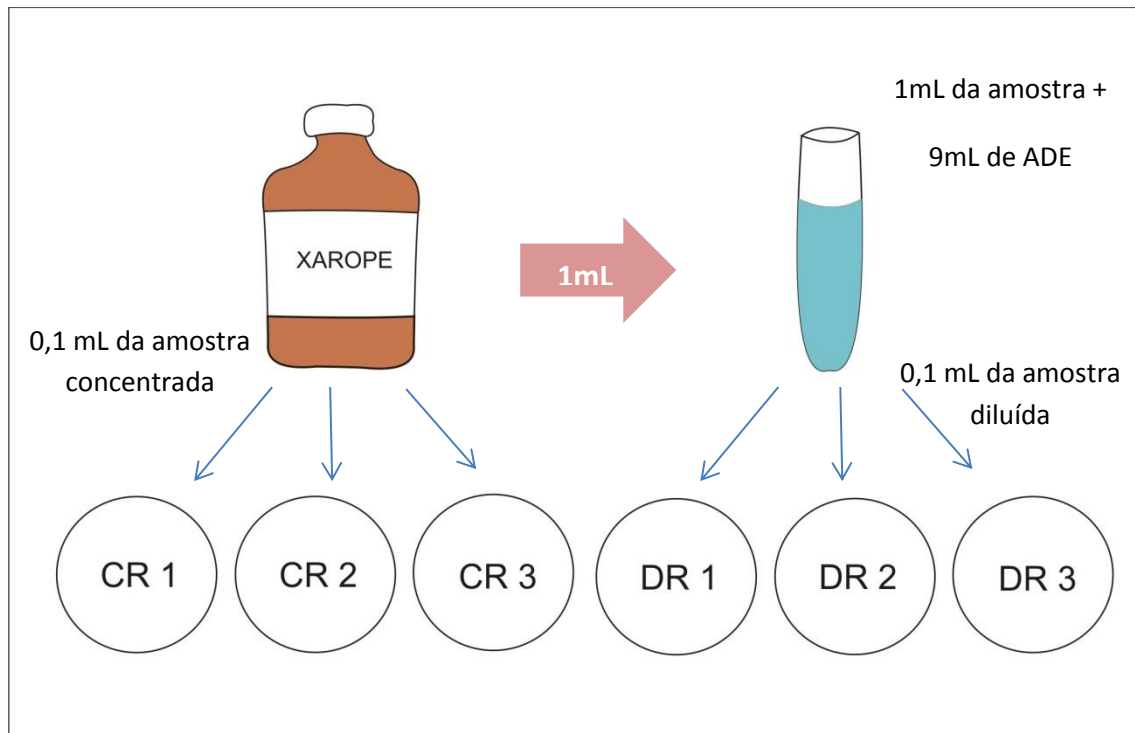 1mL da amostra +
9mL de ADE
XAROPE
1mL
0,1 mL da amostra
concentrada
0,1 mL da amostra
diluída
CR 1
CR 2
CR 3
DR 1
DR 2
DR 3